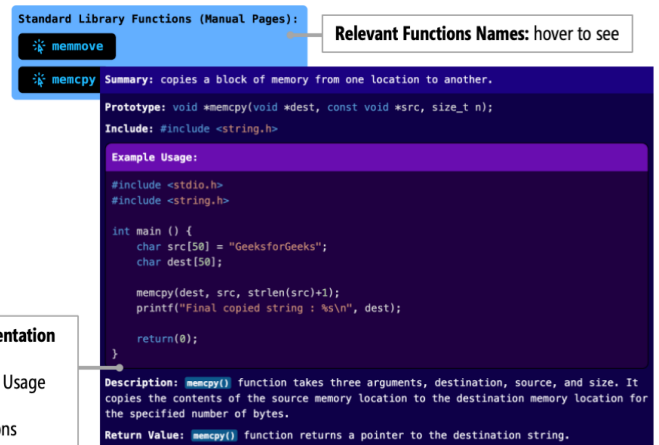 Standard Library Functions (Manual Pages):
memmove
Relevant Functions Names: hover to see
memcpy
Summary: copies a block of memory from one location to another.
Prototype: void *memcpy(void *dest, const void *src, size_t n);
Include: #include <string.h>
Example Usage:
#include <stdio.h>
#include <string.h>
int main () {
char src[50] = "GeeksforGeeks";
char dest[50];
memcpy(dest, src, strlen(src)+1);
printf("Final copied string : %s\n", dest);
return(0);
}
entation
Usage
ons
Description: memcpy() function takes three arguments, destination, source, and size. It
copies the contents of the source memory location to the destination memory location for
the specified number of bytes.
Return Value: memcpy() function returns a pointer to the destination string.